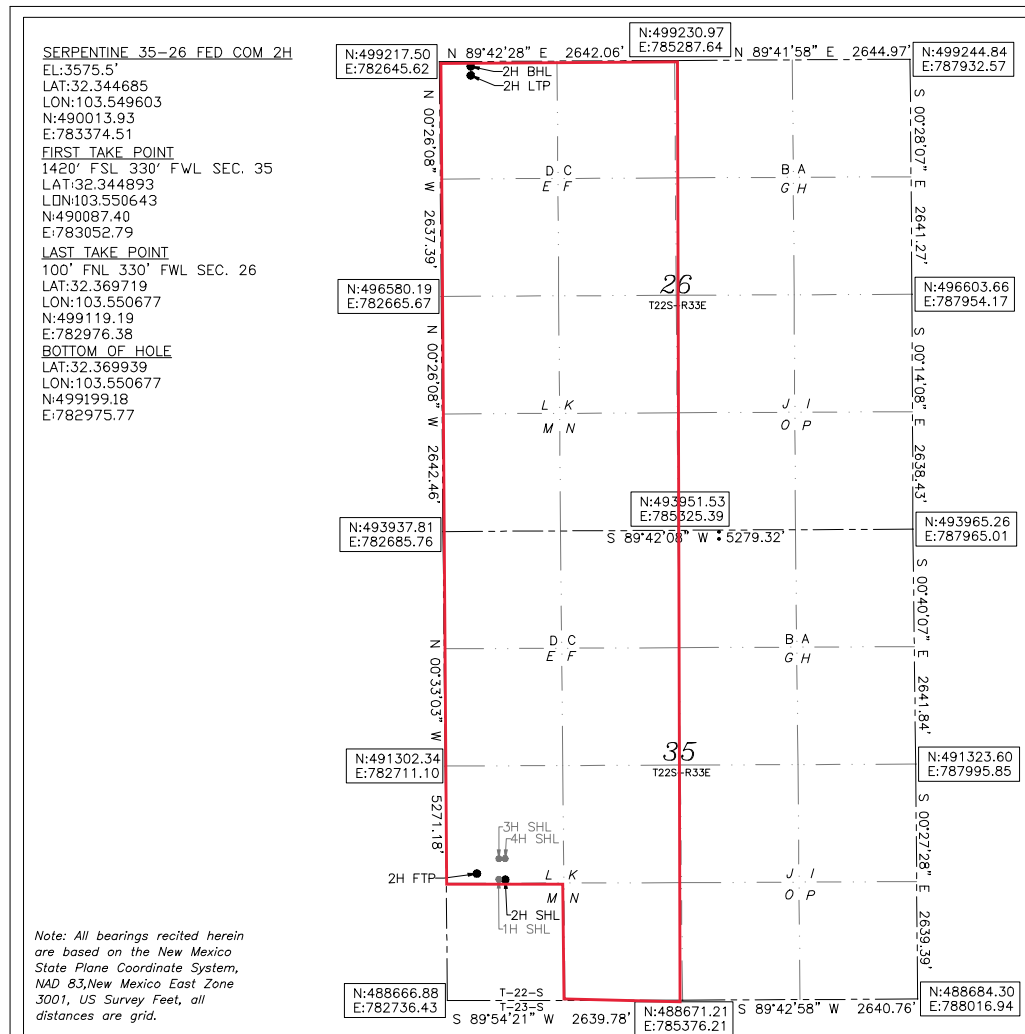 SERPENTINE 35-26 FED COM 2H
EL:3575.5'
LAT:32.344685
LON:103.549603
N:490013.93
E:783374.51
FIRST TAKE POINT
1420' FSL 330' FWL SEC. 35
LAT:32.344893
LON:103.550643
N:490087.40
E:783052.79
LAST TAKE POINT
100' FNL 330' FWL SEC. 26
LAT:32.369719
LON:103.550677
N:499119.19
E:782976.38
BOTTOM OF HOLE
LAT:32.369939
LON:103.550677
N:499199.18
E:782975.77
N:499217.50
E:782645.62
N 89°42'28" E 2642.06'
N:499230.97
E:785287.64
N 89°41'58" E 2644.97'
N:499244.84
E:787932.57
2H BHL
2H LTP
N 00°26'08" W 2637.39'
S 00°28'07" E 2641.27'
D C
E F
B A
G H
N:496580.19
E:782665.67
26
T22S-R33E
N:496603.66
E:787954.17
N 00°26'08" W 2642.46'
S 00°14'08" E 2638.43'
L K
M N
J I
O P
N:493937.81
E:782685.76
N:493951.53
E:785325.39
S 89°42'08" W : 5279.32'
N:493965.26
E:787965.01
N 00°33'03" W 5271.18'
S 00°40'07" E 2641.84'
D C
E F
B A
G H
N:491302.34
E:782711.10
35
T22S-R33E
N:491323.60
E:787995.85
S 00°27'28" E 2639.39'
3H SHL
4H SHL
2H FTP
L K
M N
J I
O P
2H SHL
1H SHL
Note: All bearings recited herein
are based on the New Mexico
State Plane Coordinate System,
NAD 83,New Mexico East Zone
3001, US Survey Feet, all
distances are grid.
N:488666.88
E:782736.43
T-22-S
T-23-S
S 89°54'21" W 2639.78'
N:488671.21
E:785376.21
S 89°42'58" W 2640.76'
N:488684.30
E:788016.94